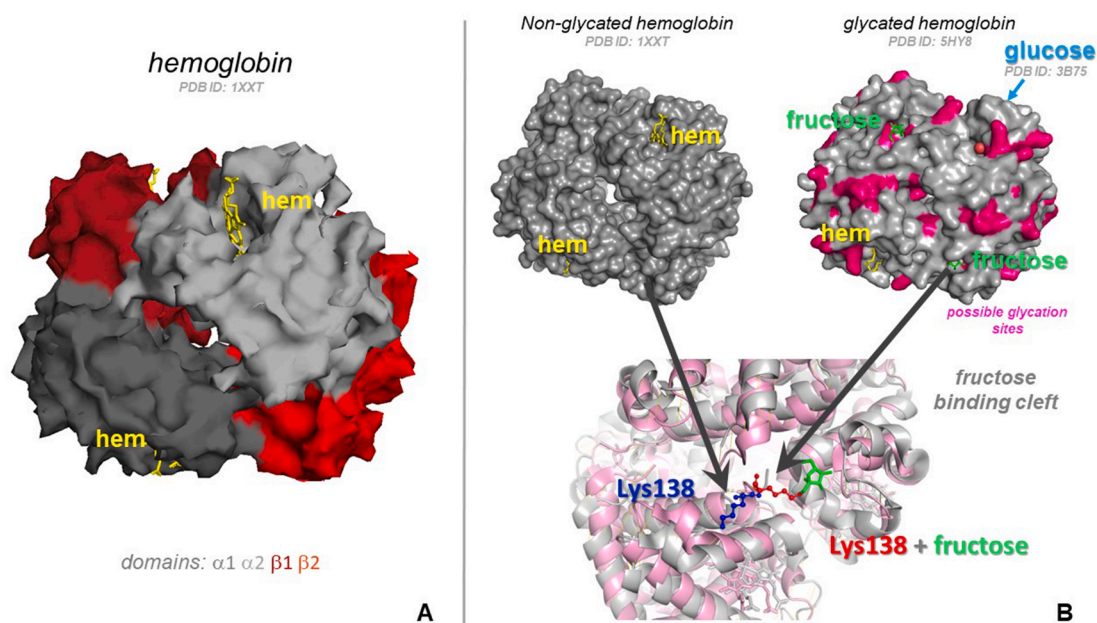 hemoglobin
PDB ID: 1XXT
hem
hem
domains: α1 α2 β1 β2
A
Non-glycated hemoglobin
PDB ID: 1XXT
hem
hem
glycated hemoglobin
PDB ID: 5HY8
glucose
PDB ID: 3B75
fructose
hem
fructose
possible glycation
sites
fructose
binding cleft
Lys138
Lys138 + fructose
B